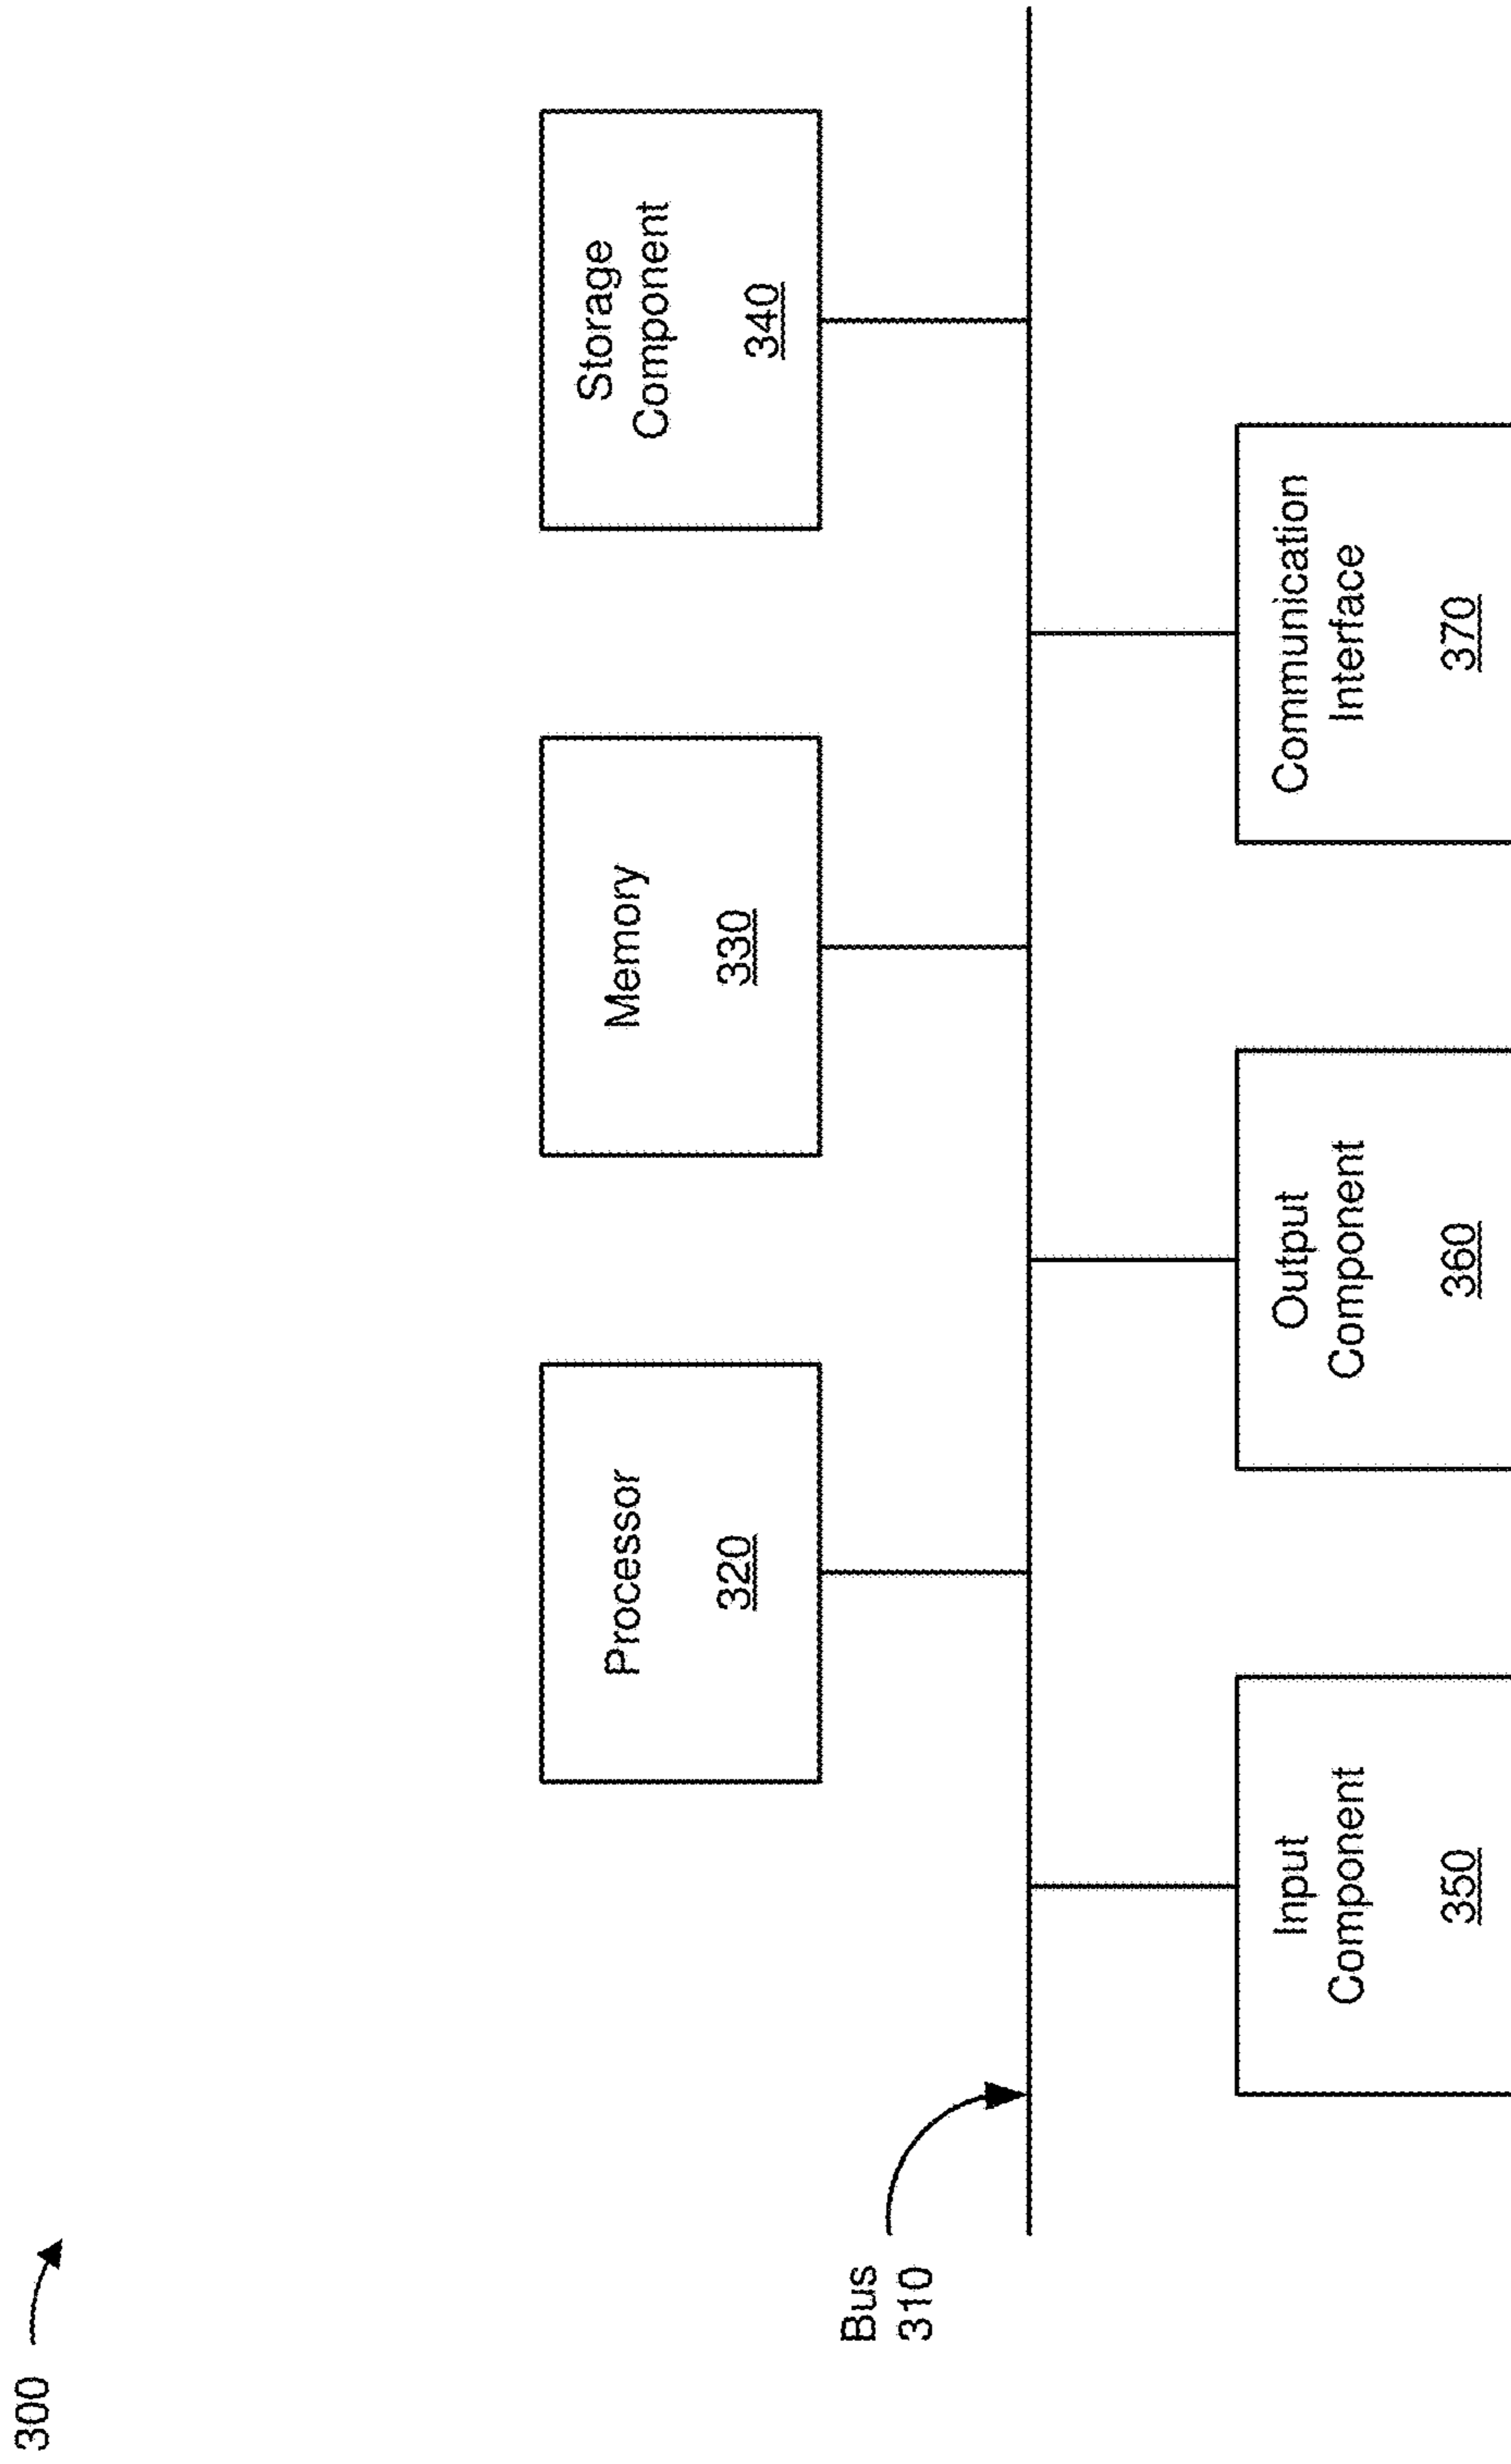 300
Processor
320
Memory
330
Storage
Component
340
Bus
310
Input
Component
350
Output
Component
360
Communication
Interface
370